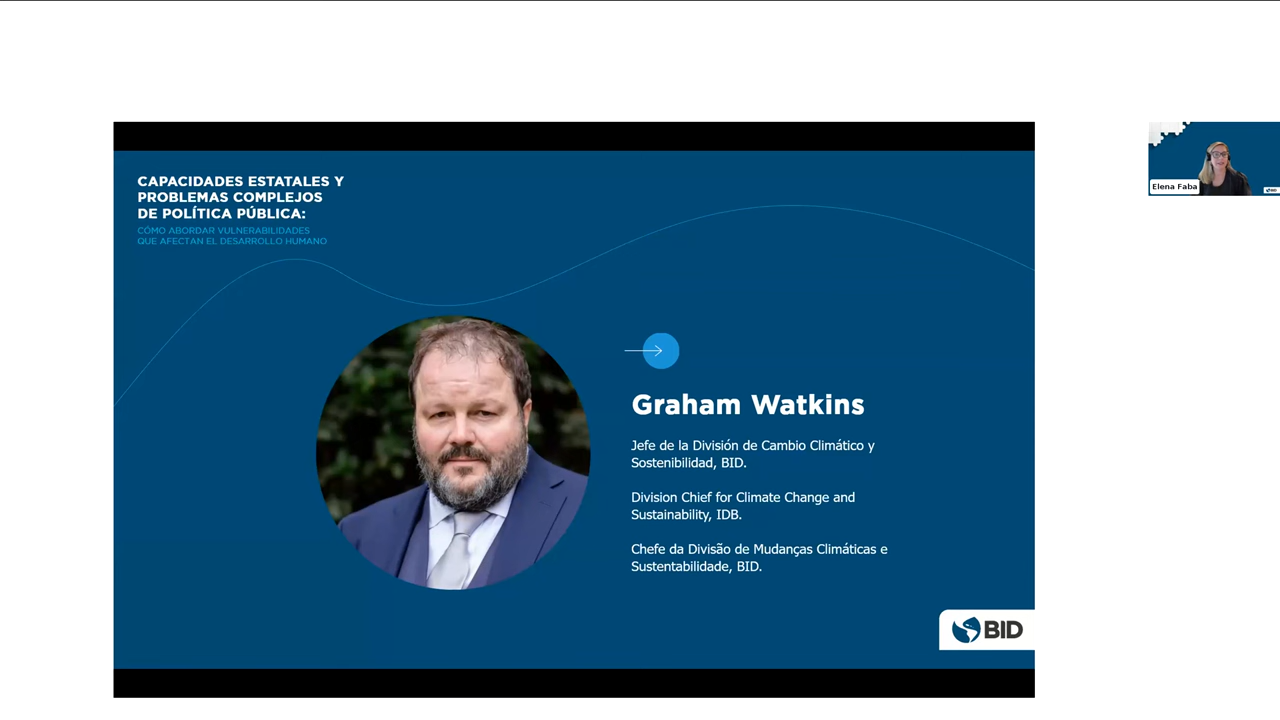 CAPACIDADES ESTATALES Y
PROBLEMAS COMPLEJOS
DE POLÍTICA PÚBLICA:
CÓMO ABORDAR VULNERABILIDADES
QUE AFECTAN EL DESARROLLO HUMANO
Graham Watkins
Jefe de la División de Cambio Climático y
Sostenibilidad, BID.
Division Chief for Climate Change and
Sustainability, IDB.
Chefe da Divisão de Mudanças Climáticas e
Sustentabilidade, BID.
BID
Elena Faba
BID